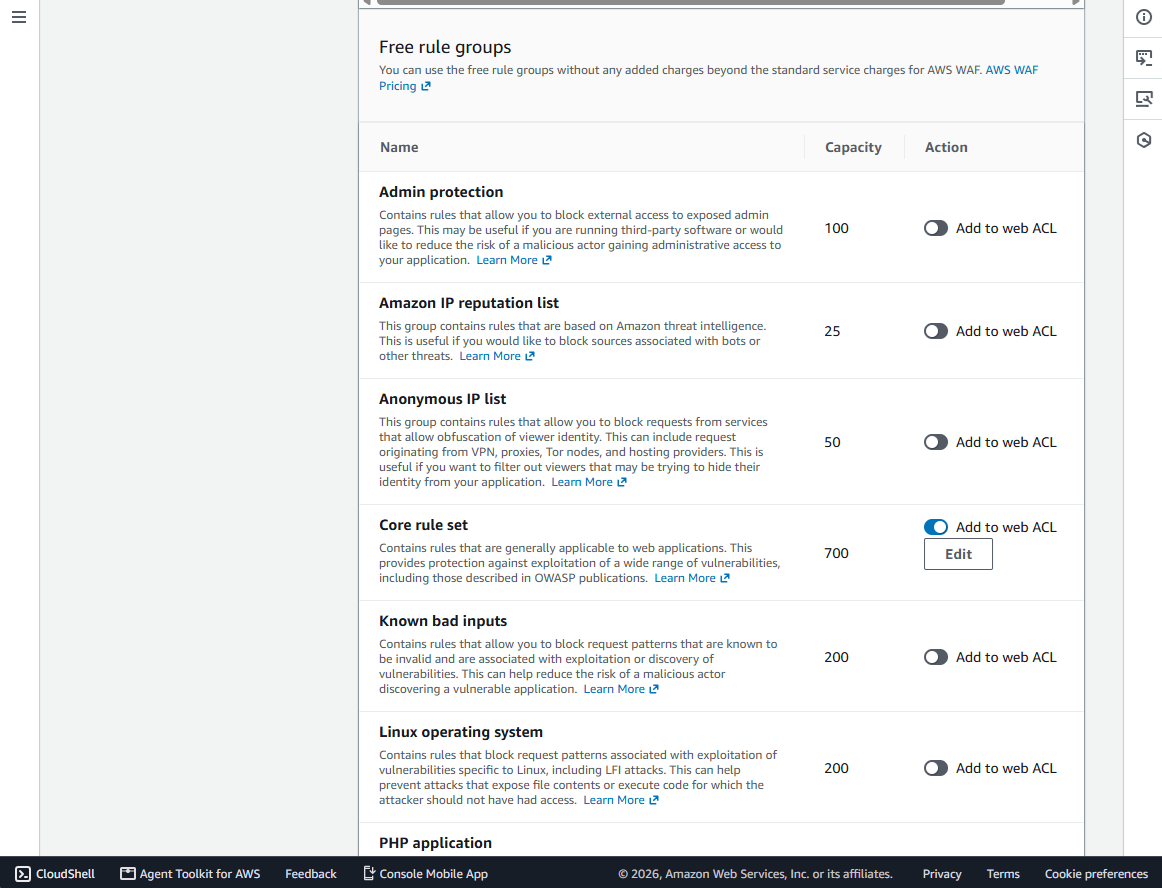 Free rule groups
You can use the free rule groups without any added charges beyond the standard service charges for AWS WAF. AWS WAF
Pricing
Name Capacity Action
Admin protection
Contains rules that allow you to block external access to exposed admin
pages. This may be useful if you are running third-party software or would
like to reduce the risk of a malicious actor gaining administrative access to
your application. Learn More
100
Add to web ACL
Amazon IP reputation list
This group contains rules that are based on Amazon threat intelligence.
This is useful if you would like to block sources associated with bots or
other threats. Learn More
25
Add to web ACL
Anonymous IP list
This group contains rules that allow you to block requests from services
that allow obfuscation of viewer identity. This can include request
originating from VPN, proxies, Tor nodes, and hosting providers. This is
useful if you want to filter out viewers that may be trying to hide their
identity from your application. Learn More
50
Add to web ACL
Core rule set
Contains rules that are generally applicable to web applications. This
provides protection against exploitation of a wide range of vulnerabilities,
including those described in OWASP publications. Learn More
700
Add to web ACL
Edit
Known bad inputs
Contains rules that allow you to block request patterns that are known to
be invalid and are associated with exploitation or discovery of
vulnerabilities. This can help reduce the risk of a malicious actor
discovering a vulnerable application. Learn More
200
Add to web ACL
Linux operating system
Contains rules that block request patterns associated with exploitation of
vulnerabilities specific to Linux, including LFI attacks. This can help
prevent attacks that expose file contents or execute code for which the
attacker should not have had access. Learn More
200
Add to web ACL
PHP application
CloudShell Agent Toolkit for AWS Feedback Console Mobile App © 2026, Amazon Web Services, Inc. or its affiliates. Privacy Terms Cookie preferences